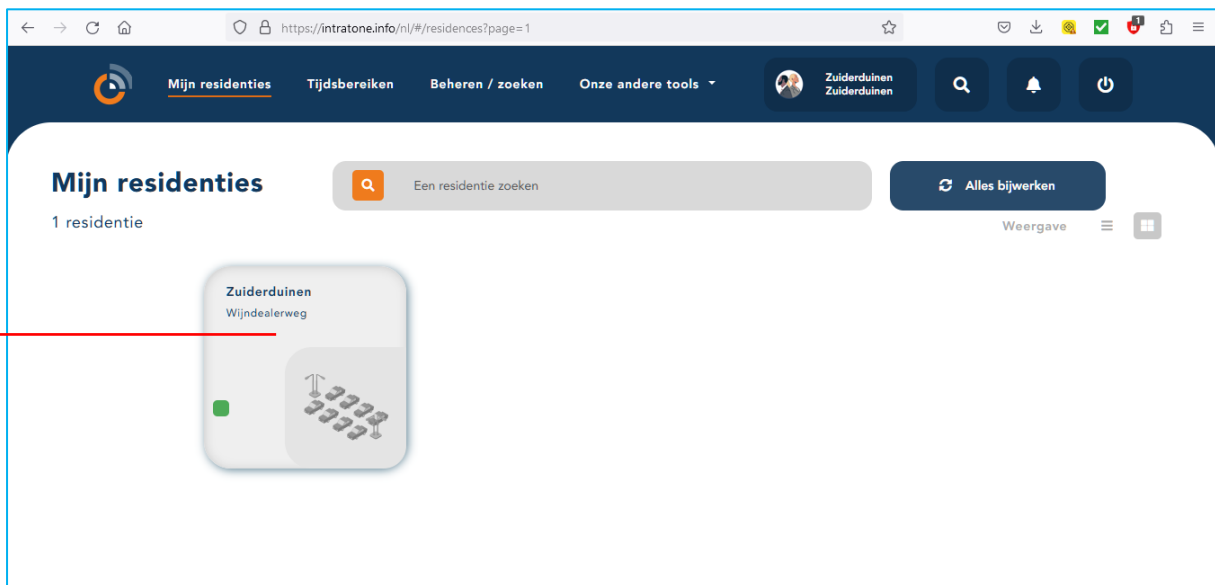 https://intratone.info/nl/#/residences?page=1
1
Mijn residenties
Tijdsbereiken
Beheren / zoeken
Onze andere tools
Zuiderduinen
Zuiderduinen
Mijn residenties
Een residentie zoeken
Alles bijwerken
1 residentie
Weergave
Zuiderduinen
Wijndealerweg